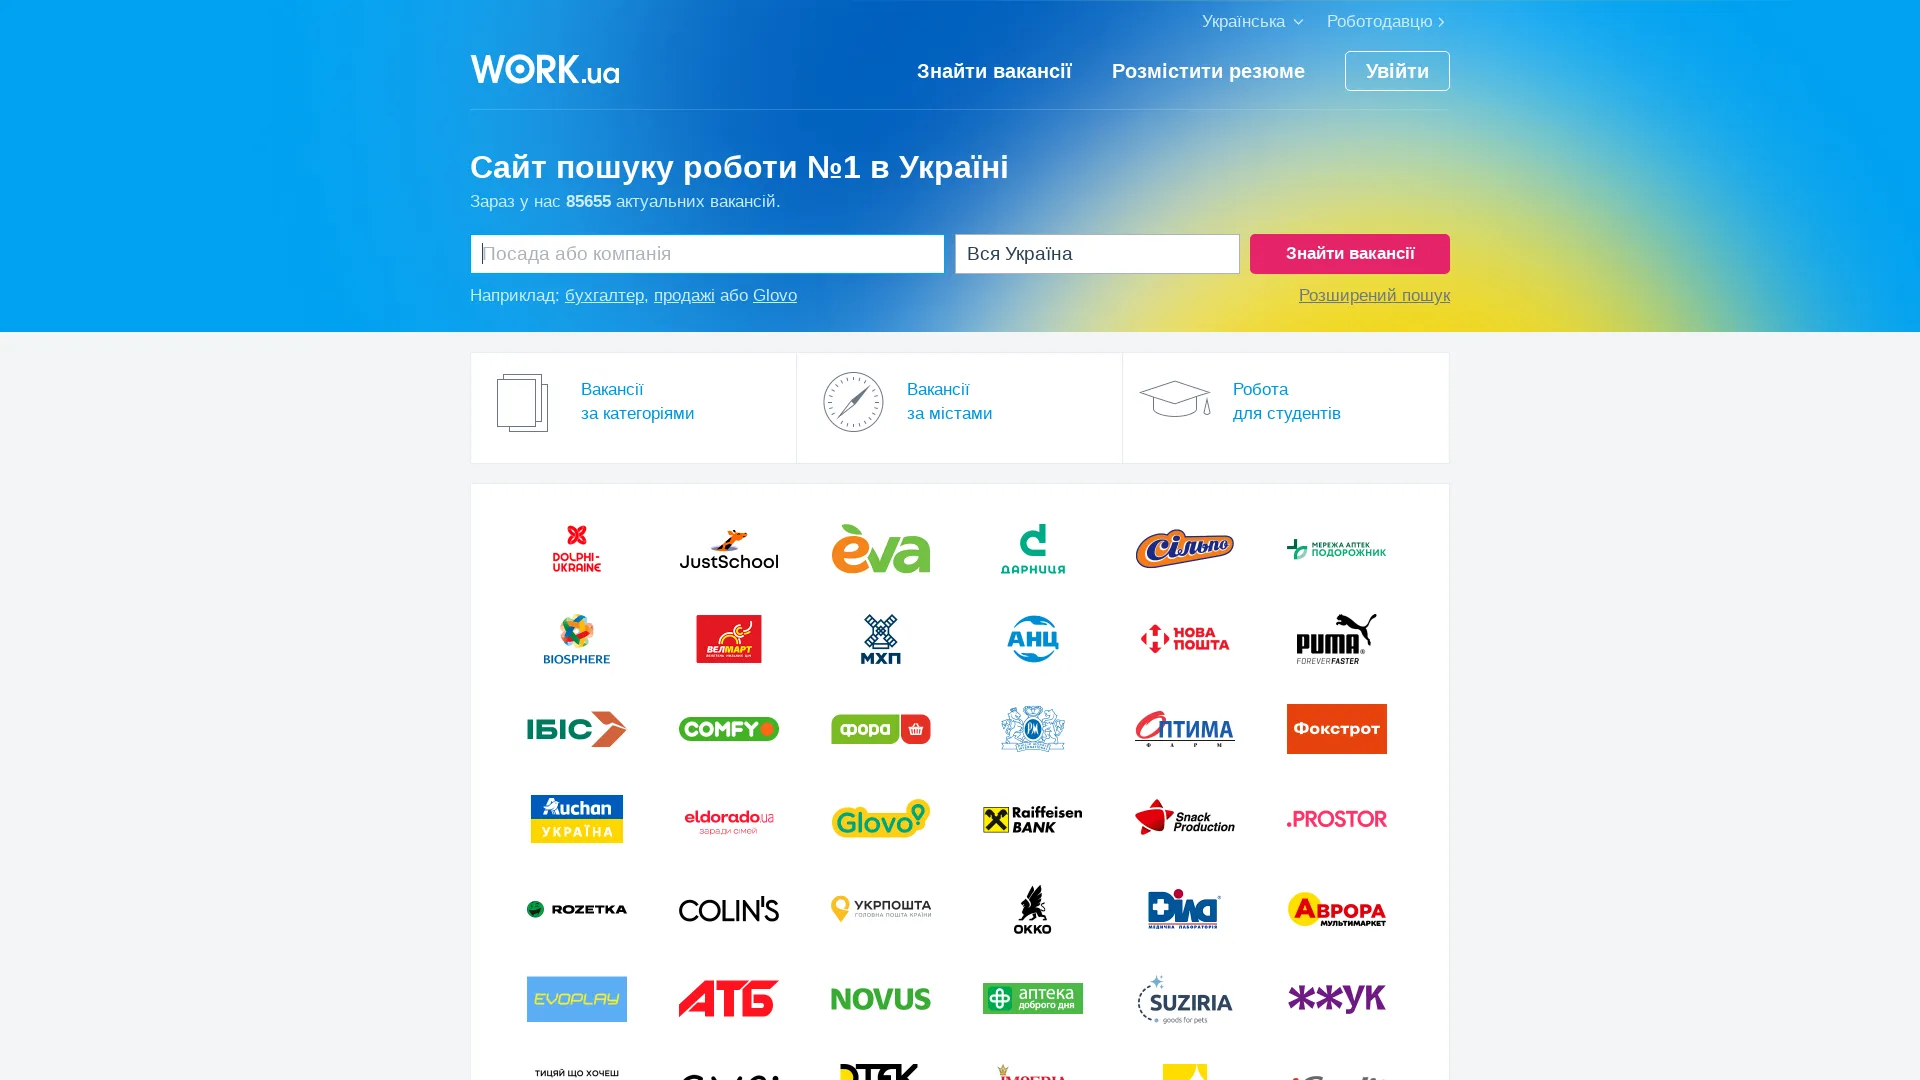 Українська
Роботодавцю
WORK.ua
Знайти вакансії
Розмістити резюме
Увійти
Сайт пошуку роботи №1 в Україні
Зараз у нас 85655 актуальних вакансій.
Посада або компанія
Вся Україна
Знайти вакансії
Наприклад: бухгалтер, продажі або Glovo
Розширений пошук
Вакансії
за категоріями
Вакансії
за містами
Робота
для студентів
DOLPHI-
UKRAINE
JustSchool
èva
ДАРНИЦЯ
Сільпо
МЕРЕЖА АПТЕК
ПОДОРОЖНИК
BIOSPHERE
ВЕЛМАРТ
МХП
АНЦ
НОВА
ПОШТА
PUMA
FOREVER FASTER
ІБІС
COMFY
фора
РМ
ОПТИМА
ФАРМ
Фокстрот
Auchan
УКРАЇНА
eldorado.ua
заради сімей
Glovo
Raiffeisen
BANK
Snack
Production
.PROSTOR
ROZETKA
COLIN'S
УКРПОШТА
ГОЛОВНА ПОШТА КРАЇНИ
ОККО
Діла
МЕДИЧНА ЛАБОРАТОРІЯ
АВРОРА
МУЛЬТИМАРКЕТ
EVOPLAY
АТБ
NOVUS
аптека
доброго дня
SUZIRIA
goods for pets
ЖЖУК
ТИЦЯЙ ЩО ХОЧЕШ